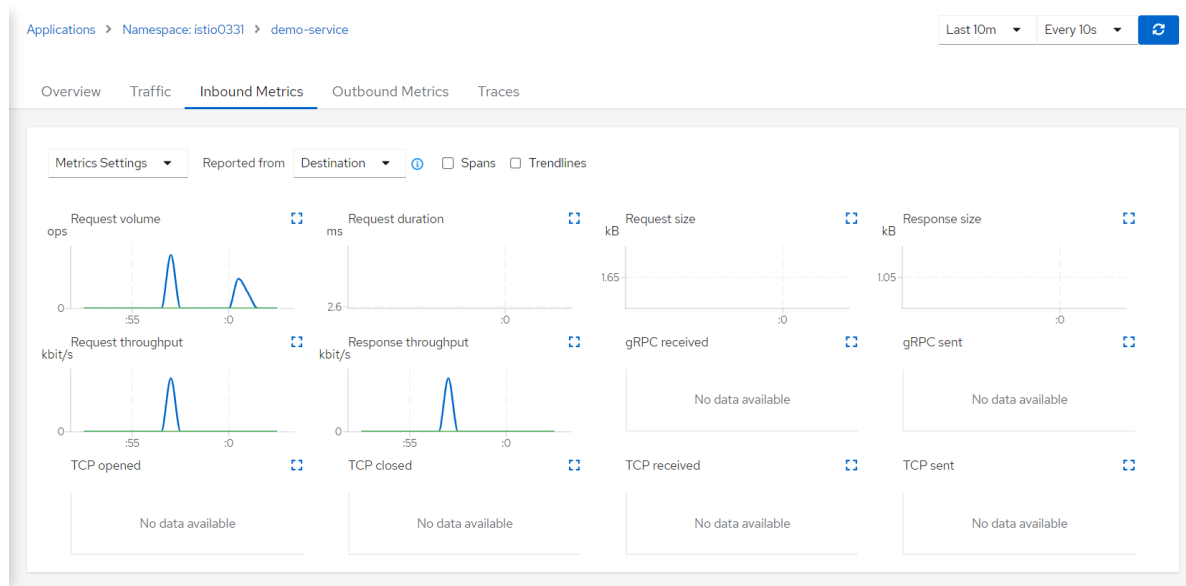 Applications > Namespace: istio0331 > demo-service
Last 10m Every 10s
Overview Traffic Inbound Metrics Outbound Metrics Traces
Metrics Settings Reported from Destination Spans Trendlines
Request volume
ops
0
:55 :0
Request duration
ms
2.6
:0
Request size
kB
1.65
:0
Response size
kB
1.05
:0
Request throughput
kbit/s
0
:55 :0
Response throughput
kbit/s
0
:55 :0
gRPC received
No data available
gRPC sent
No data available
TCP opened
No data available
TCP closed
No data available
TCP received
No data available
TCP sent
No data available